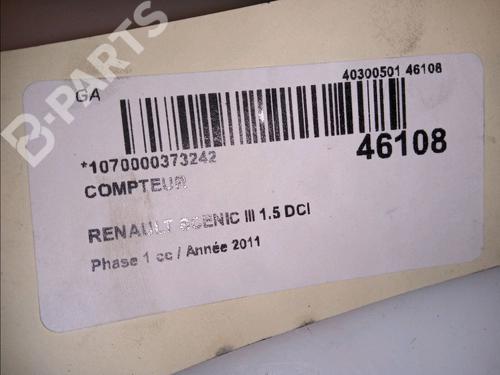 B-PARTS
GA
40300501 46108
*1070000373242
46108
COMPTEUR
RENAULT SCENIC III 1.5 DCI
Phase 1 cc / Année 2011